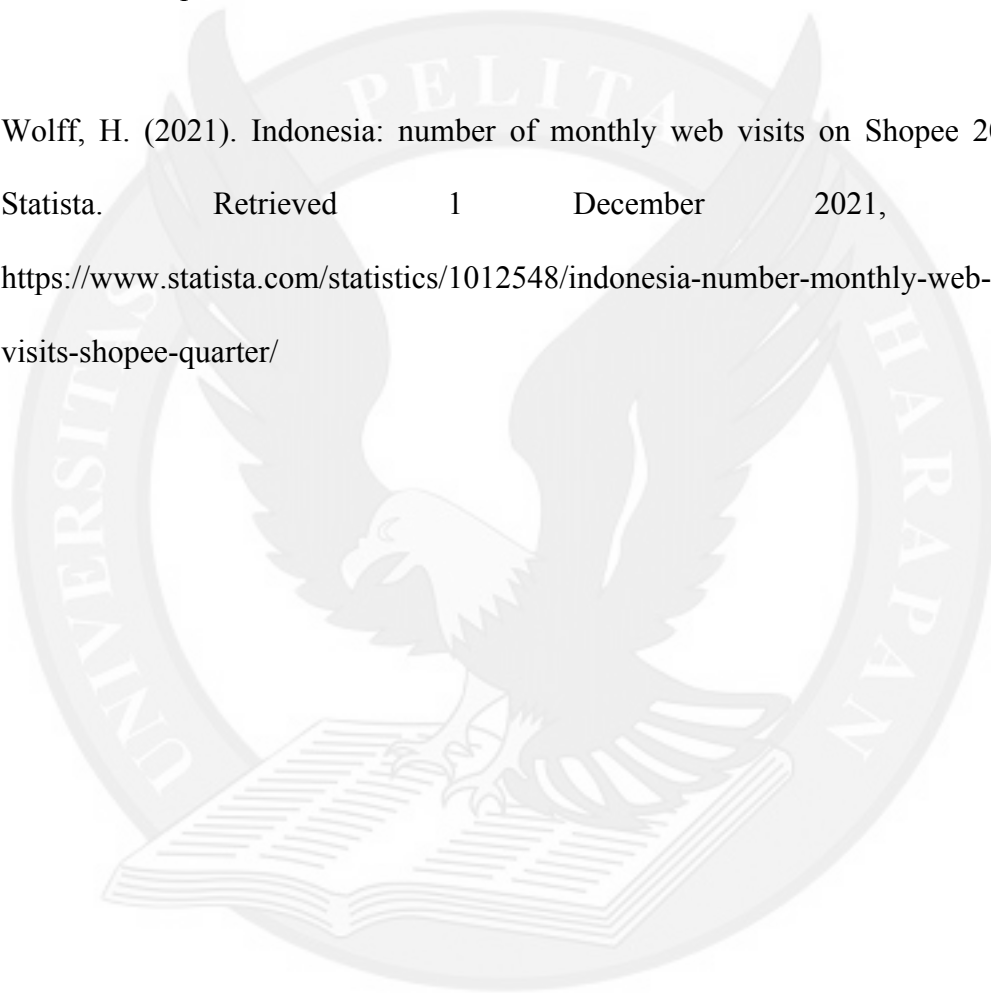 Wolff, H. (2021). Indonesia: number of monthly web visits on Shopee
Statista. Retrieved 1 December 2021,
https://www.statista.com/statistics/1012548/indonesia-number-monthly-web-
visits-shopee-quarter/
UNIVERSITAS PELITA HARAPAN